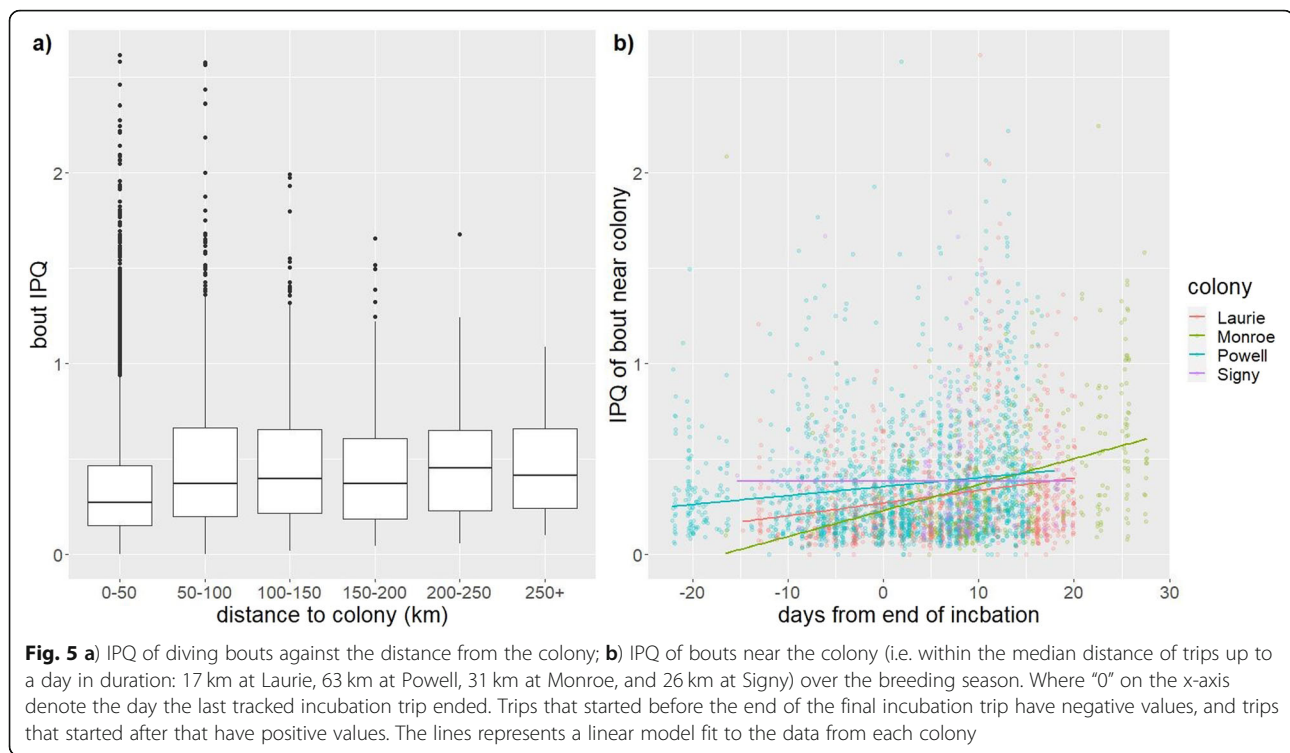 a)
bout IPQ
2
1
0
0-50 50-100 100-150 150-200 200-250 250+
distance to colony (km)
b)
IPQ of bout near colony
2
1
0
-20 -10 0 10 20 30
days from end of incbation
colony
Laurie
Monroe
Powell
Signy
Fig. 5 a) IPQ of diving bouts against the distance from the colony; b) IPQ of bouts near the colony (i.e. within the median distance of trips up to
a day in duration: 17 km at Laurie, 63 km at Powell, 31 km at Monroe, and 26 km at Signy) over the breeding season. Where “0” on the x-axis
denote the day the last tracked incubation trip ended. Trips that started before the end of the final incubation trip have negative values, and trips
that started after that have positive values. The lines represents a linear model fit to the data from each colony